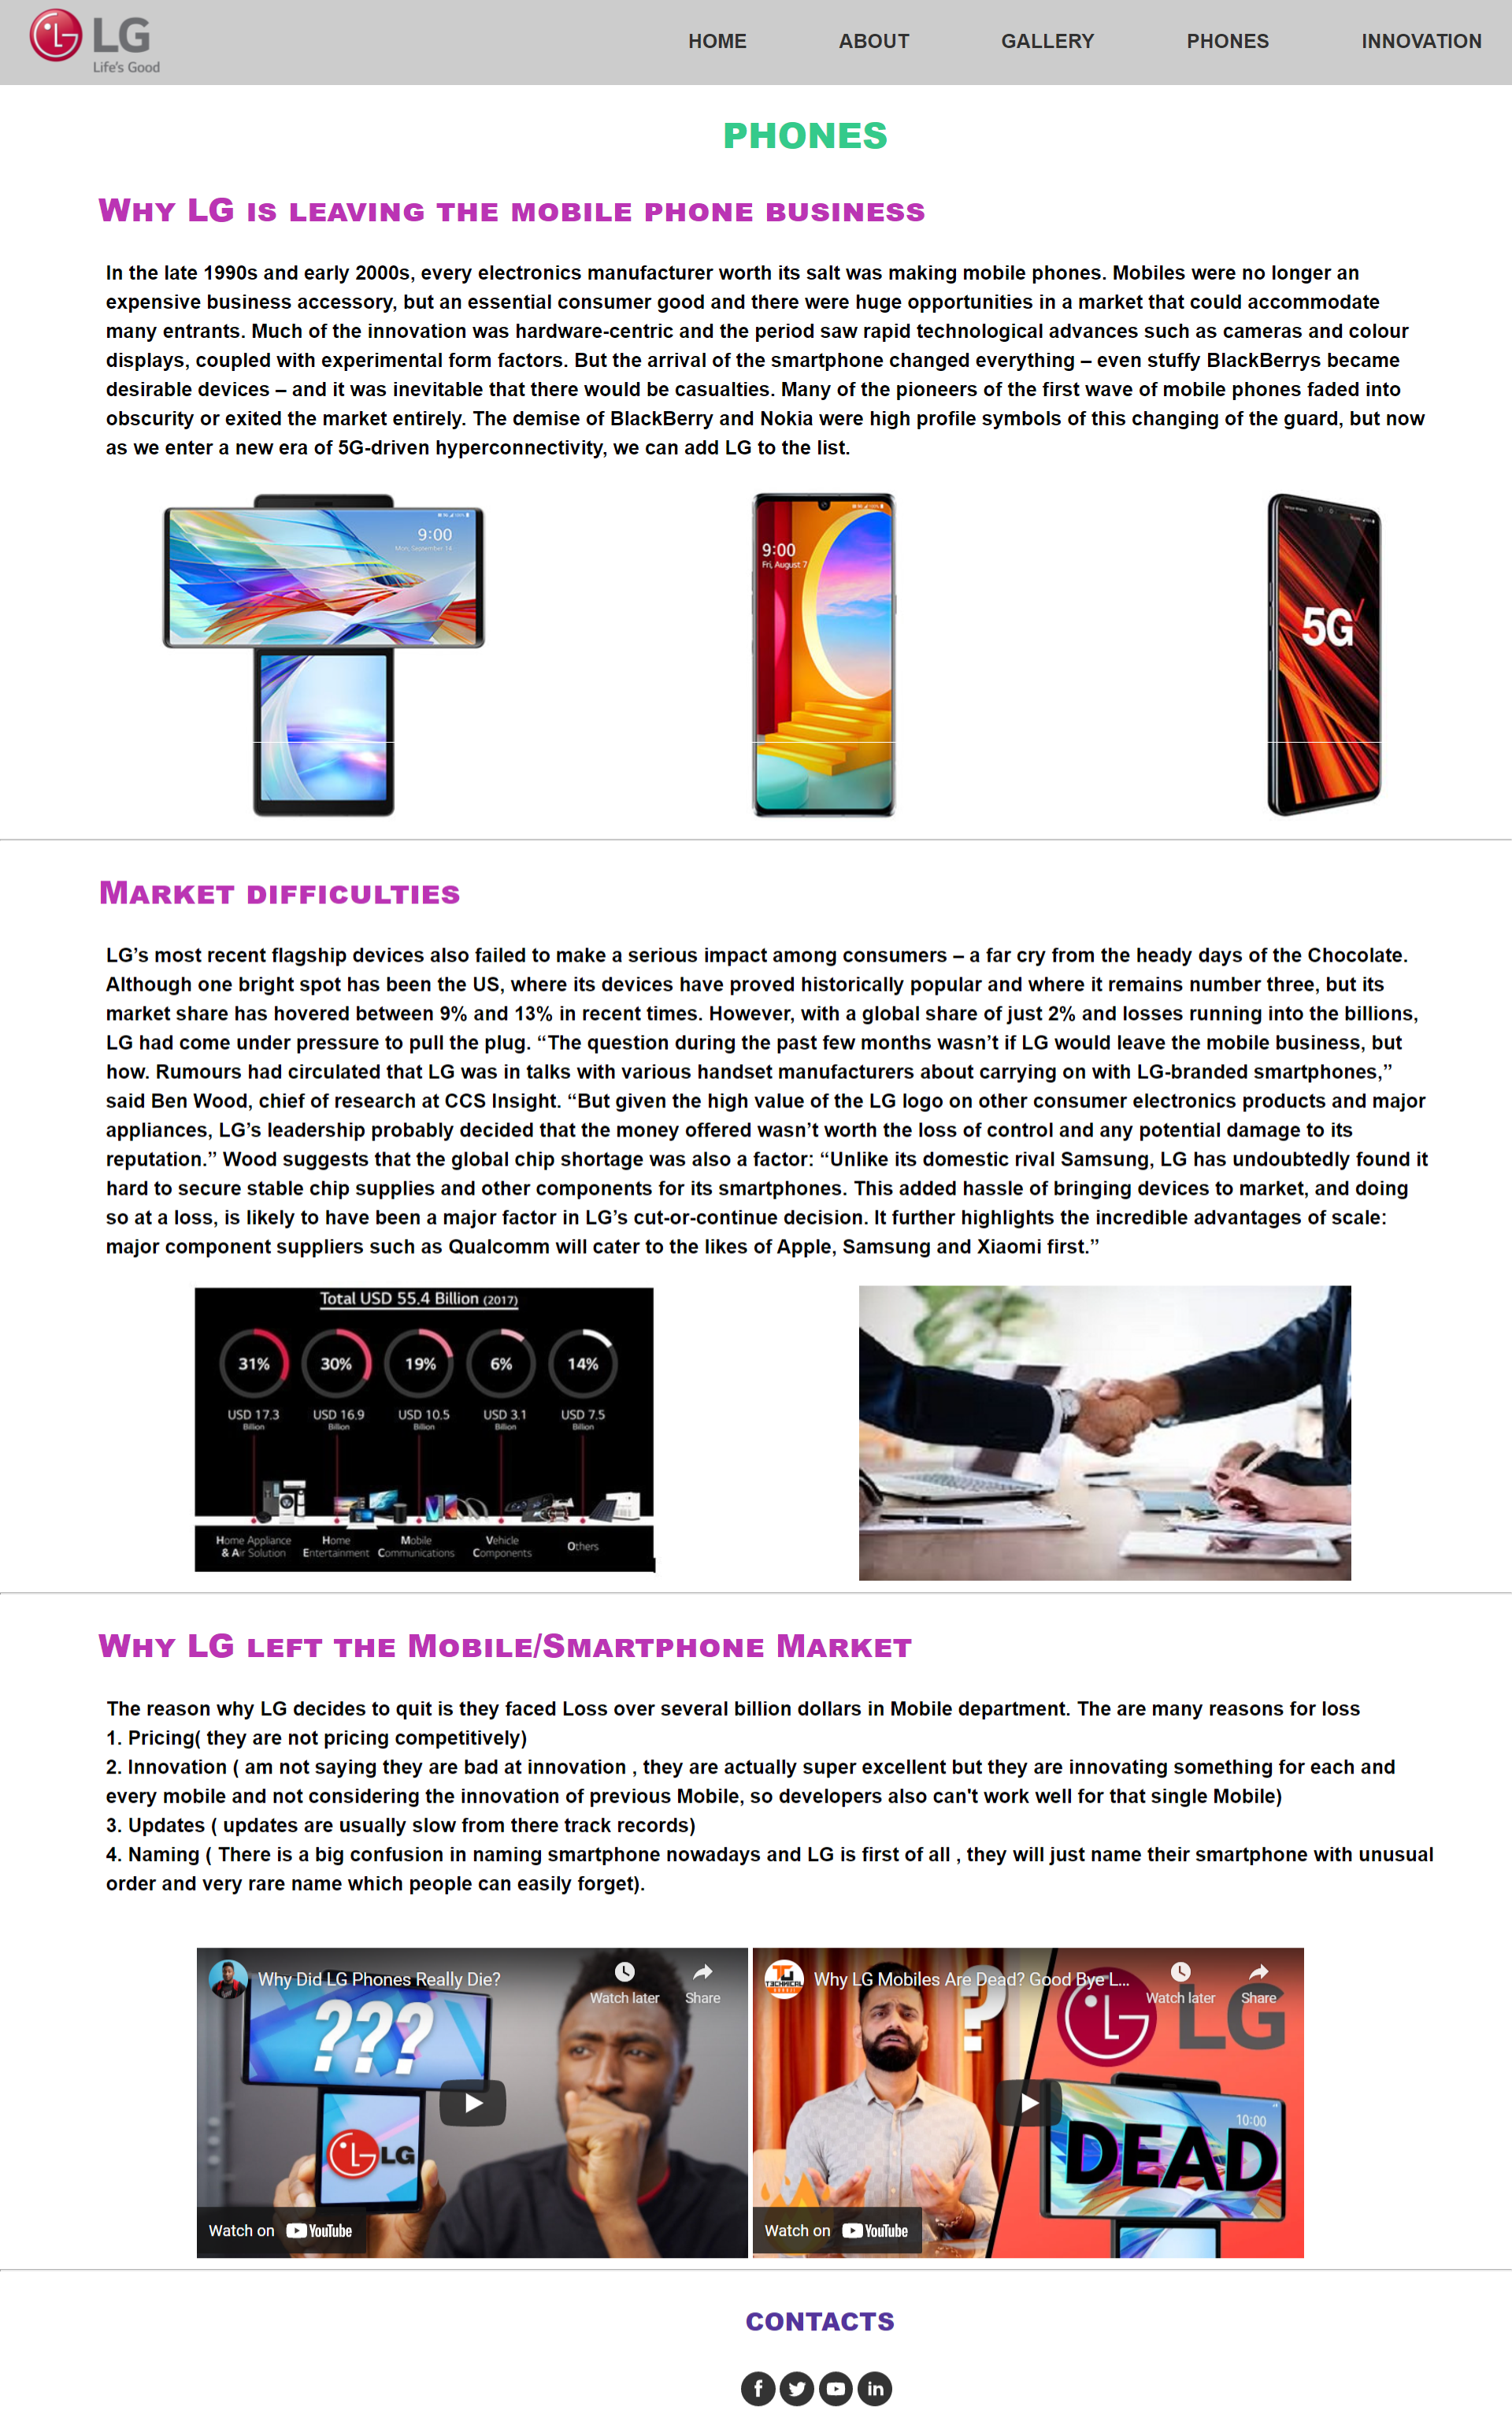 LG
Life's Good
HOME
ABOUT
GALLERY
PHONES
INNOVATION
PHONES
Why LG is leaving the mobile phone business
In the late 1990s and early 2000s, every electronics manufacturer worth its salt was making mobile phones. Mobiles were no longer an
expensive business accessory, but an essential consumer good and there were huge opportunities in a market that could accommodate
many entrants. Much of the innovation was hardware-centric and the period saw rapid technological advances such as cameras and colour
displays, coupled with experimental form factors. But the arrival of the smartphone changed everything – even stuffy BlackBerrys became
desirable devices – and it was inevitable that there would be casualties. Many of the pioneers of the first wave of mobile phones faded into
obscurity or exited the market entirely. The demise of BlackBerry and Nokia were high profile symbols of this changing of the guard, but now
as we enter a new era of 5G-driven hyperconnectivity, we can add LG to the list.
9:00
Mon, September 14
9:00
Fri, August 7
5G
Market difficulties
LG’s most recent flagship devices also failed to make a serious impact among consumers – a far cry from the heady days of the Chocolate.
Although one bright spot has been the US, where its devices have proved historically popular and where it remains number three, but its
market share has hovered between 9% and 13% in recent times. However, with a global share of just 2% and losses running into the billions,
LG had come under pressure to pull the plug. “The question during the past few months wasn’t if LG would leave the mobile business, but
how. Rumours had circulated that LG was in talks with various handset manufacturers about carrying on with LG-branded smartphones,”
said Ben Wood, chief of research at CCS Insight. “But given the high value of the LG logo on other consumer electronics products and major
appliances, LG’s leadership probably decided that the money offered wasn’t worth the loss of control and any potential damage to its
reputation.” Wood suggests that the global chip shortage was also a factor: “Unlike its domestic rival Samsung, LG has undoubtedly found it
hard to secure stable chip supplies and other components for its smartphones. This added hassle of bringing devices to market, and doing
so at a loss, is likely to have been a major factor in LG’s cut-or-continue decision. It further highlights the incredible advantages of scale:
major component suppliers such as Qualcomm will cater to the likes of Apple, Samsung and Xiaomi first.”
Total USD 55.4 Billion (2017)
31%
30%
19%
6%
14%
USD 17.3
Billion
USD 16.9
Billion
USD 10.5
Billion
USD 3.1
Billion
USD 7.5
Billion
Home Appliance
& Air Solution
Home
Entertainment
Mobile
Communications
Vehicle
Components
Others
Why LG left the Mobile/Smartphone Market
The reason why LG decides to quit is they faced Loss over several billion dollars in Mobile department. The are many reasons for loss
1. Pricing( they are not pricing competitively)
2. Innovation ( am not saying they are bad at innovation , they are actually super excellent but they are innovating something for each and
every mobile and not considering the innovation of previous Mobile, so developers also can't work well for that single Mobile)
3. Updates ( updates are usually slow from there track records)
4. Naming ( There is a big confusion in naming smartphone nowadays and LG is first of all , they will just name their smartphone with unusual
order and very rare name which people can easily forget).
Why Did LG Phones Really Die?
Watch later
Share
???
LG
Watch on YouTube
TECHNICAL
Why LG Mobiles Are Dead? Good Bye L...
Watch later
Share
?
LG
10:00
DEAD
Watch on YouTube
CONTACTS
f
in